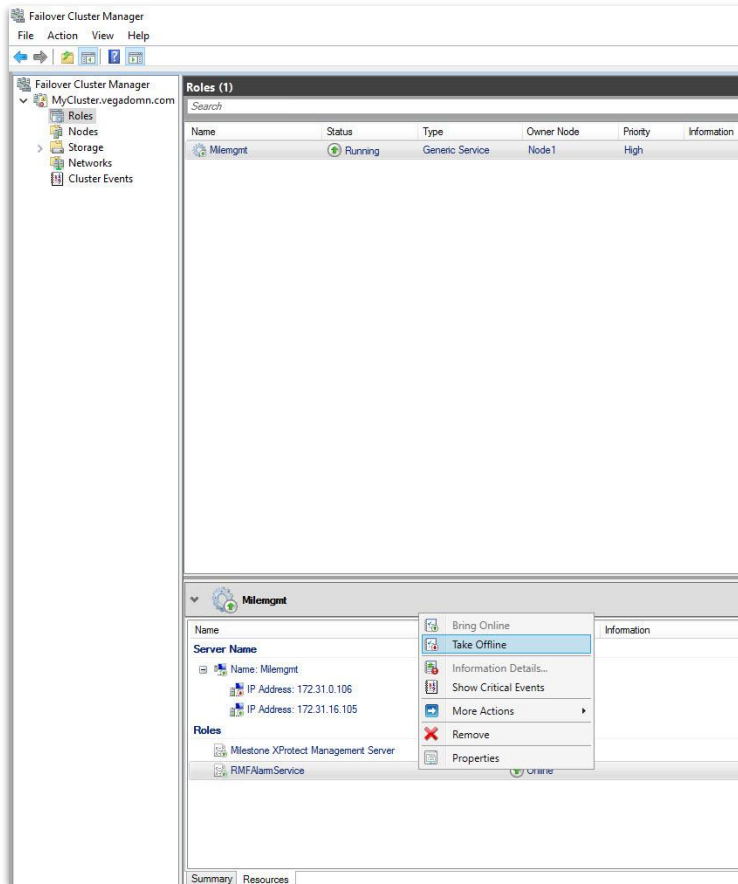 Failover Cluster Manager
File Action View Help
Failover Cluster Manager
MyCluster.vegadomn.com
Roles
Nodes
Storage
Networks
Cluster Events
Roles (1)
Search
Name Status Type Owner Node Priority Information
Milemgmt Running Generic Service Node1 High
Milemgmt
Name Information
Server Name
Name: Milemgmt
IP Address: 172.31.0.106
IP Address: 172.31.16.105
Roles
Milestone XProtect Management Server
RMFAlarmService Online
Bring Online
Take Offline
Information Details...
Show Critical Events
More Actions
Remove
Properties
Summary Resources